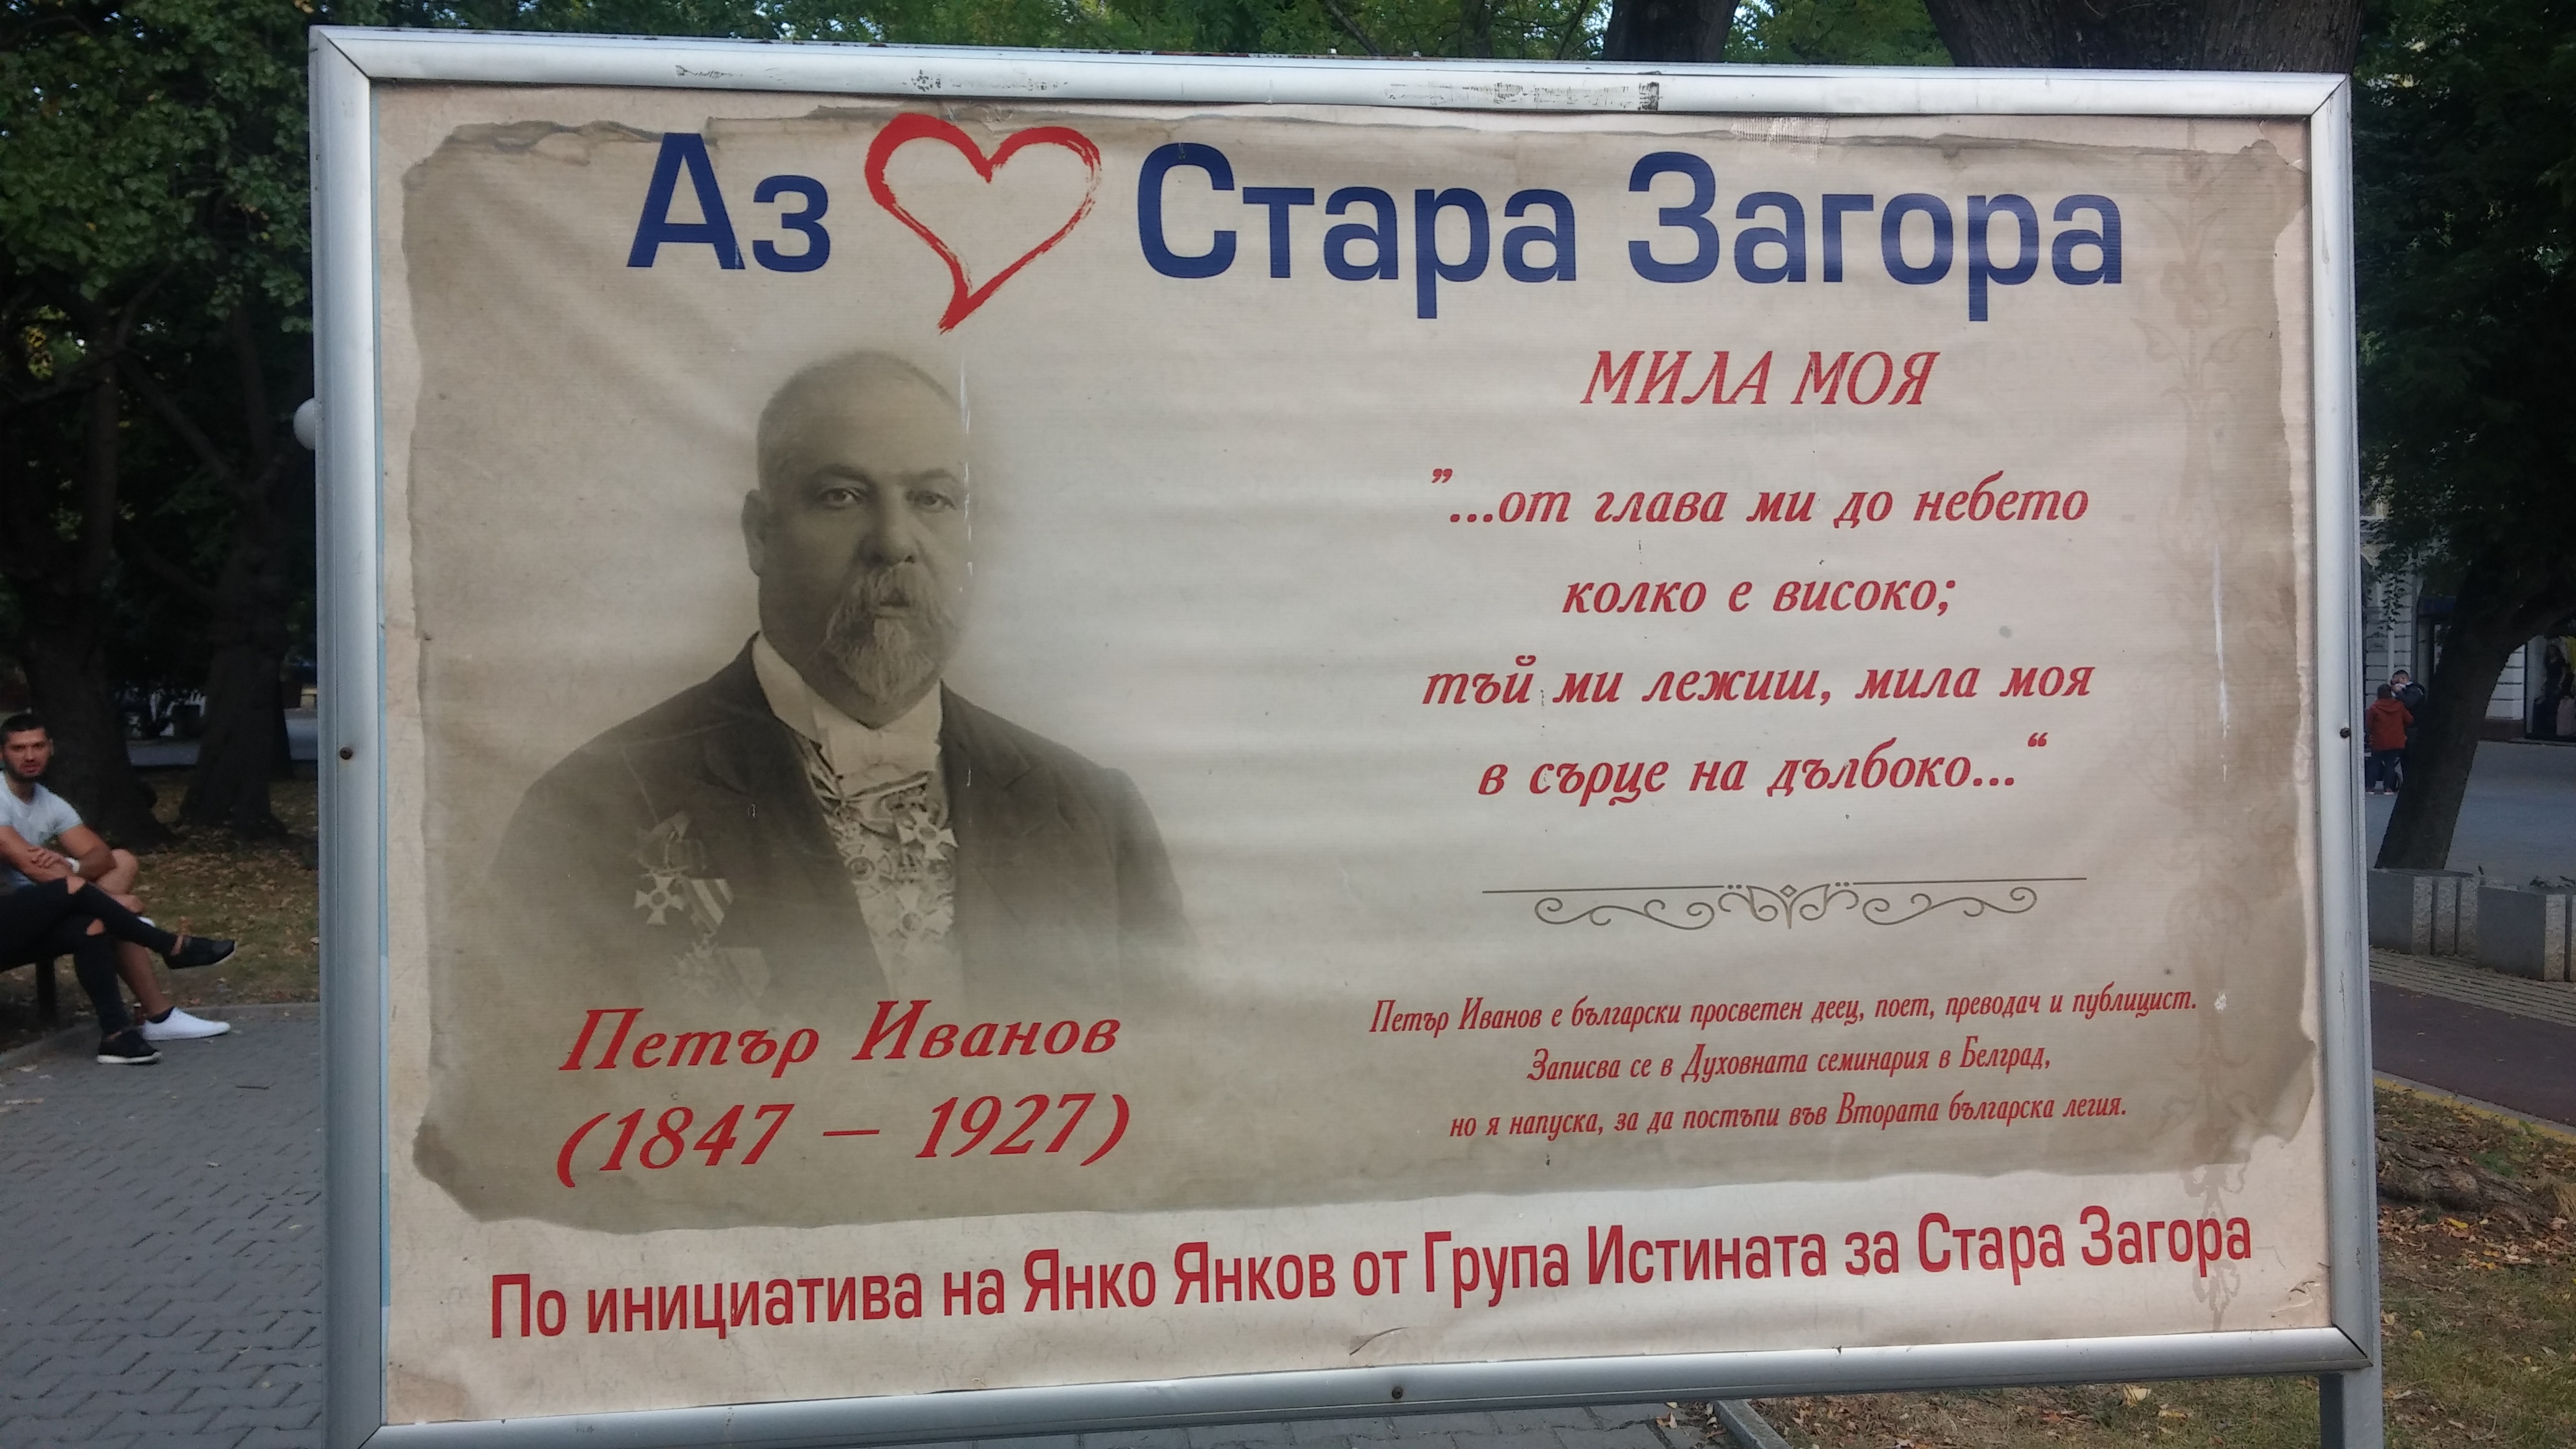 Аз Стара Загора
МИЛА МОЯ
”...от глава ми до небето
колко е високо;
тъй ми лежиш, мила моя
в сърце на дълбоко...“
Петър Иванов
(1847 – 1927)
Петър Иванов е български просветен деец, поет, преводач и публицист.
Записва се в Духовната семинария в Белград,
но я напуска, за да постъпи във Втората българска легия.
По инициатива на Янко Янков от Група Истината за Стара Загора